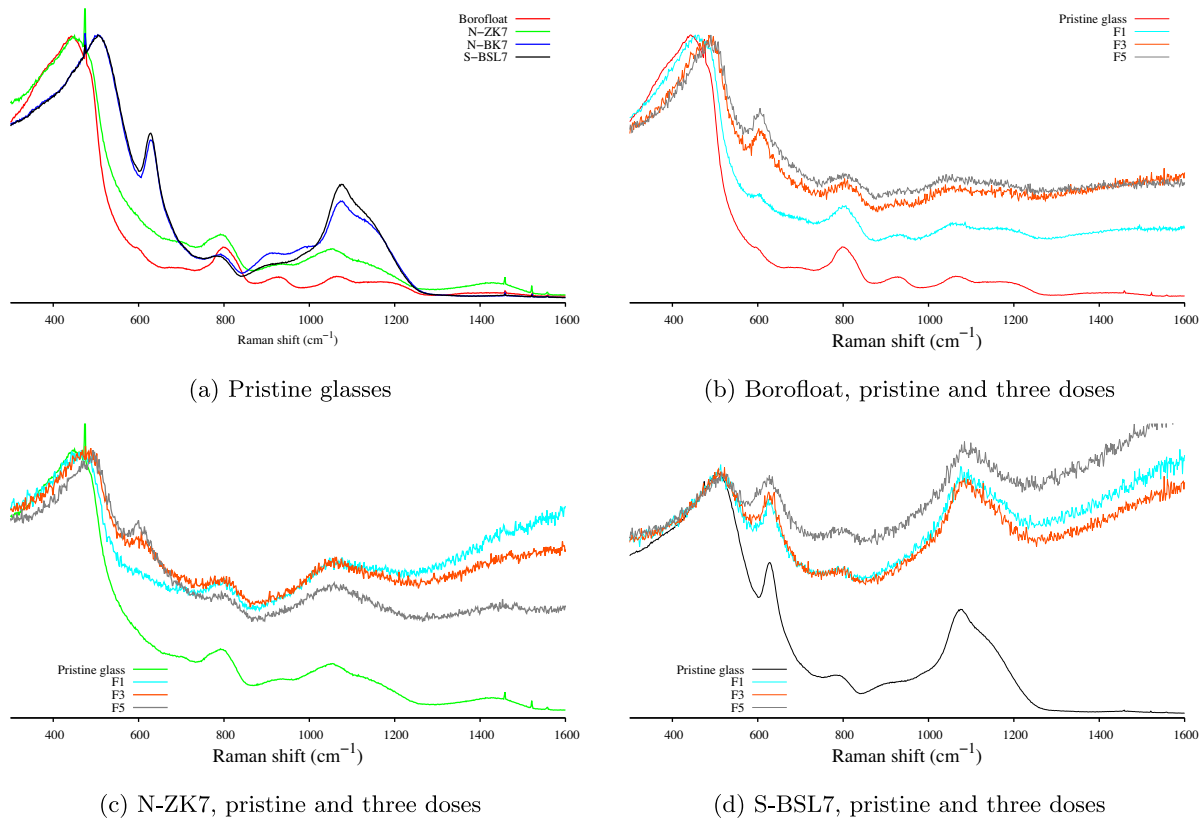 Borofloat
N-ZK7
N-BK7
S-BSL7
400 600 800 1000 1200 1400 1600
Raman shift (cm−1)
(a) Pristine glasses
Pristine glass
F1
F3
F5
400 600 800 1000 1200 1400 1600
Raman shift (cm−1)
(b) Borofloat, pristine and three doses
Pristine glass
F1
F3
F5
400 600 800 1000 1200 1400 1600
Raman shift (cm−1)
(c) N-ZK7, pristine and three doses
Pristine glass
F1
F3
F5
400 600 800 1000 1200 1400 1600
Raman shift (cm−1)
(d) S-BSL7, pristine and three doses